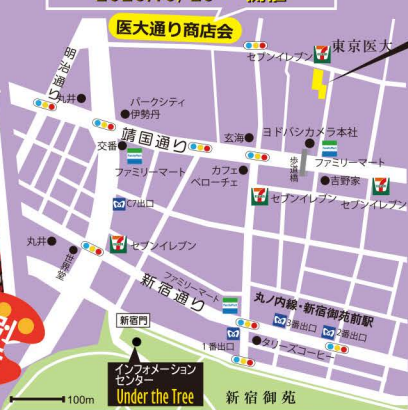 医大通り商店会
セブンイレブン
東京医大
明治通り
丸井
パークシティ
伊勢丹
靖国通り
玄海
ヨドバシカメラ本社
交番
ファミリーマート
カフェ
ベローチェ
歩道橋
ファミリーマート
吉野家
セブンイレブン
セブンイレブン
C7出口
丸井
世界堂
セブンイレブン
新宿通り
ファミリーマート
丸ノ内線・新宿御苑前駅
3番出口
2番出口
1番出口
タリーズコーヒー
新宿門
インフォメーション
センター
Under the Tree
新宿御苑
100m